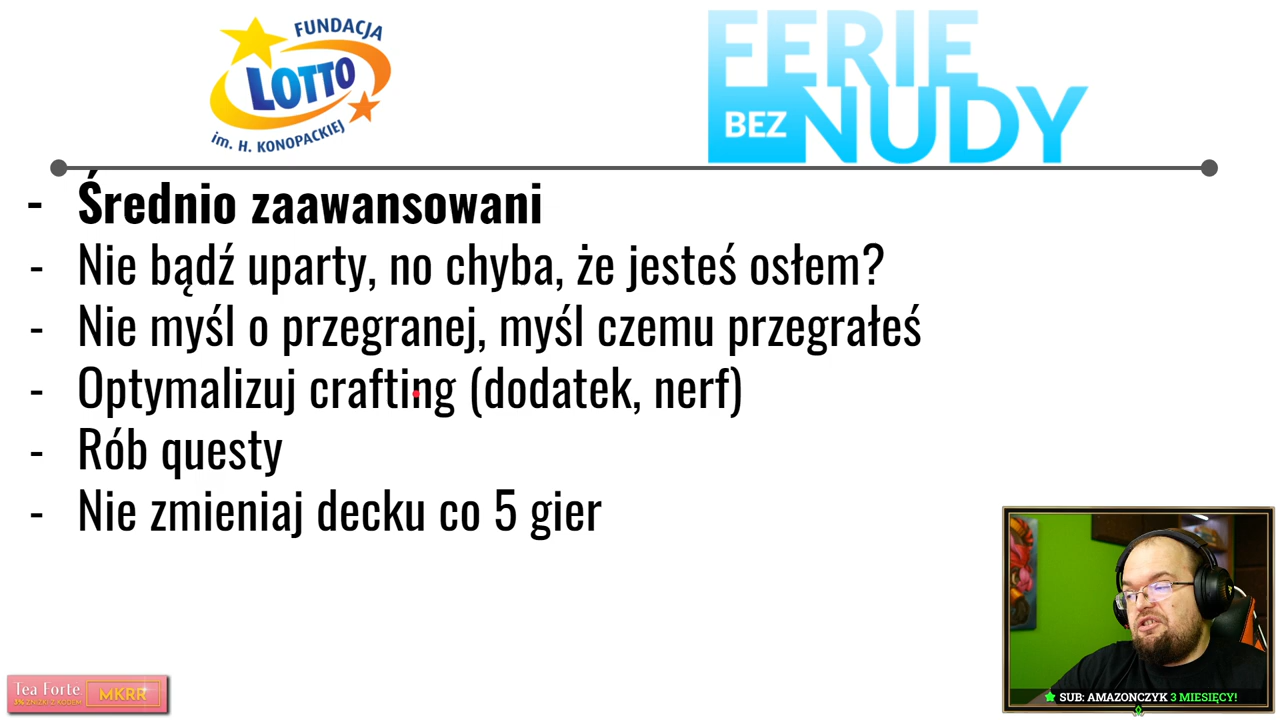 FUNDACJA
LOTTO
im. H. KONOPACKIEJ
FERIE
BEZ NUDY
- Średnio zaawansowani
- Nie bądź uparty, no chyba, że jesteś osłem?
- Nie myśl o przegranej, myśl czemu przegrałeś
- Optymalizuj crafting (dodatek, nerf)
- Rób questy
- Nie zmieniaj decku co 5 gier
Tea Forte
ZNIŻKI Z KODEM
MKRR
SUB: AMAZONCZYK 3 MIESIĘCY!